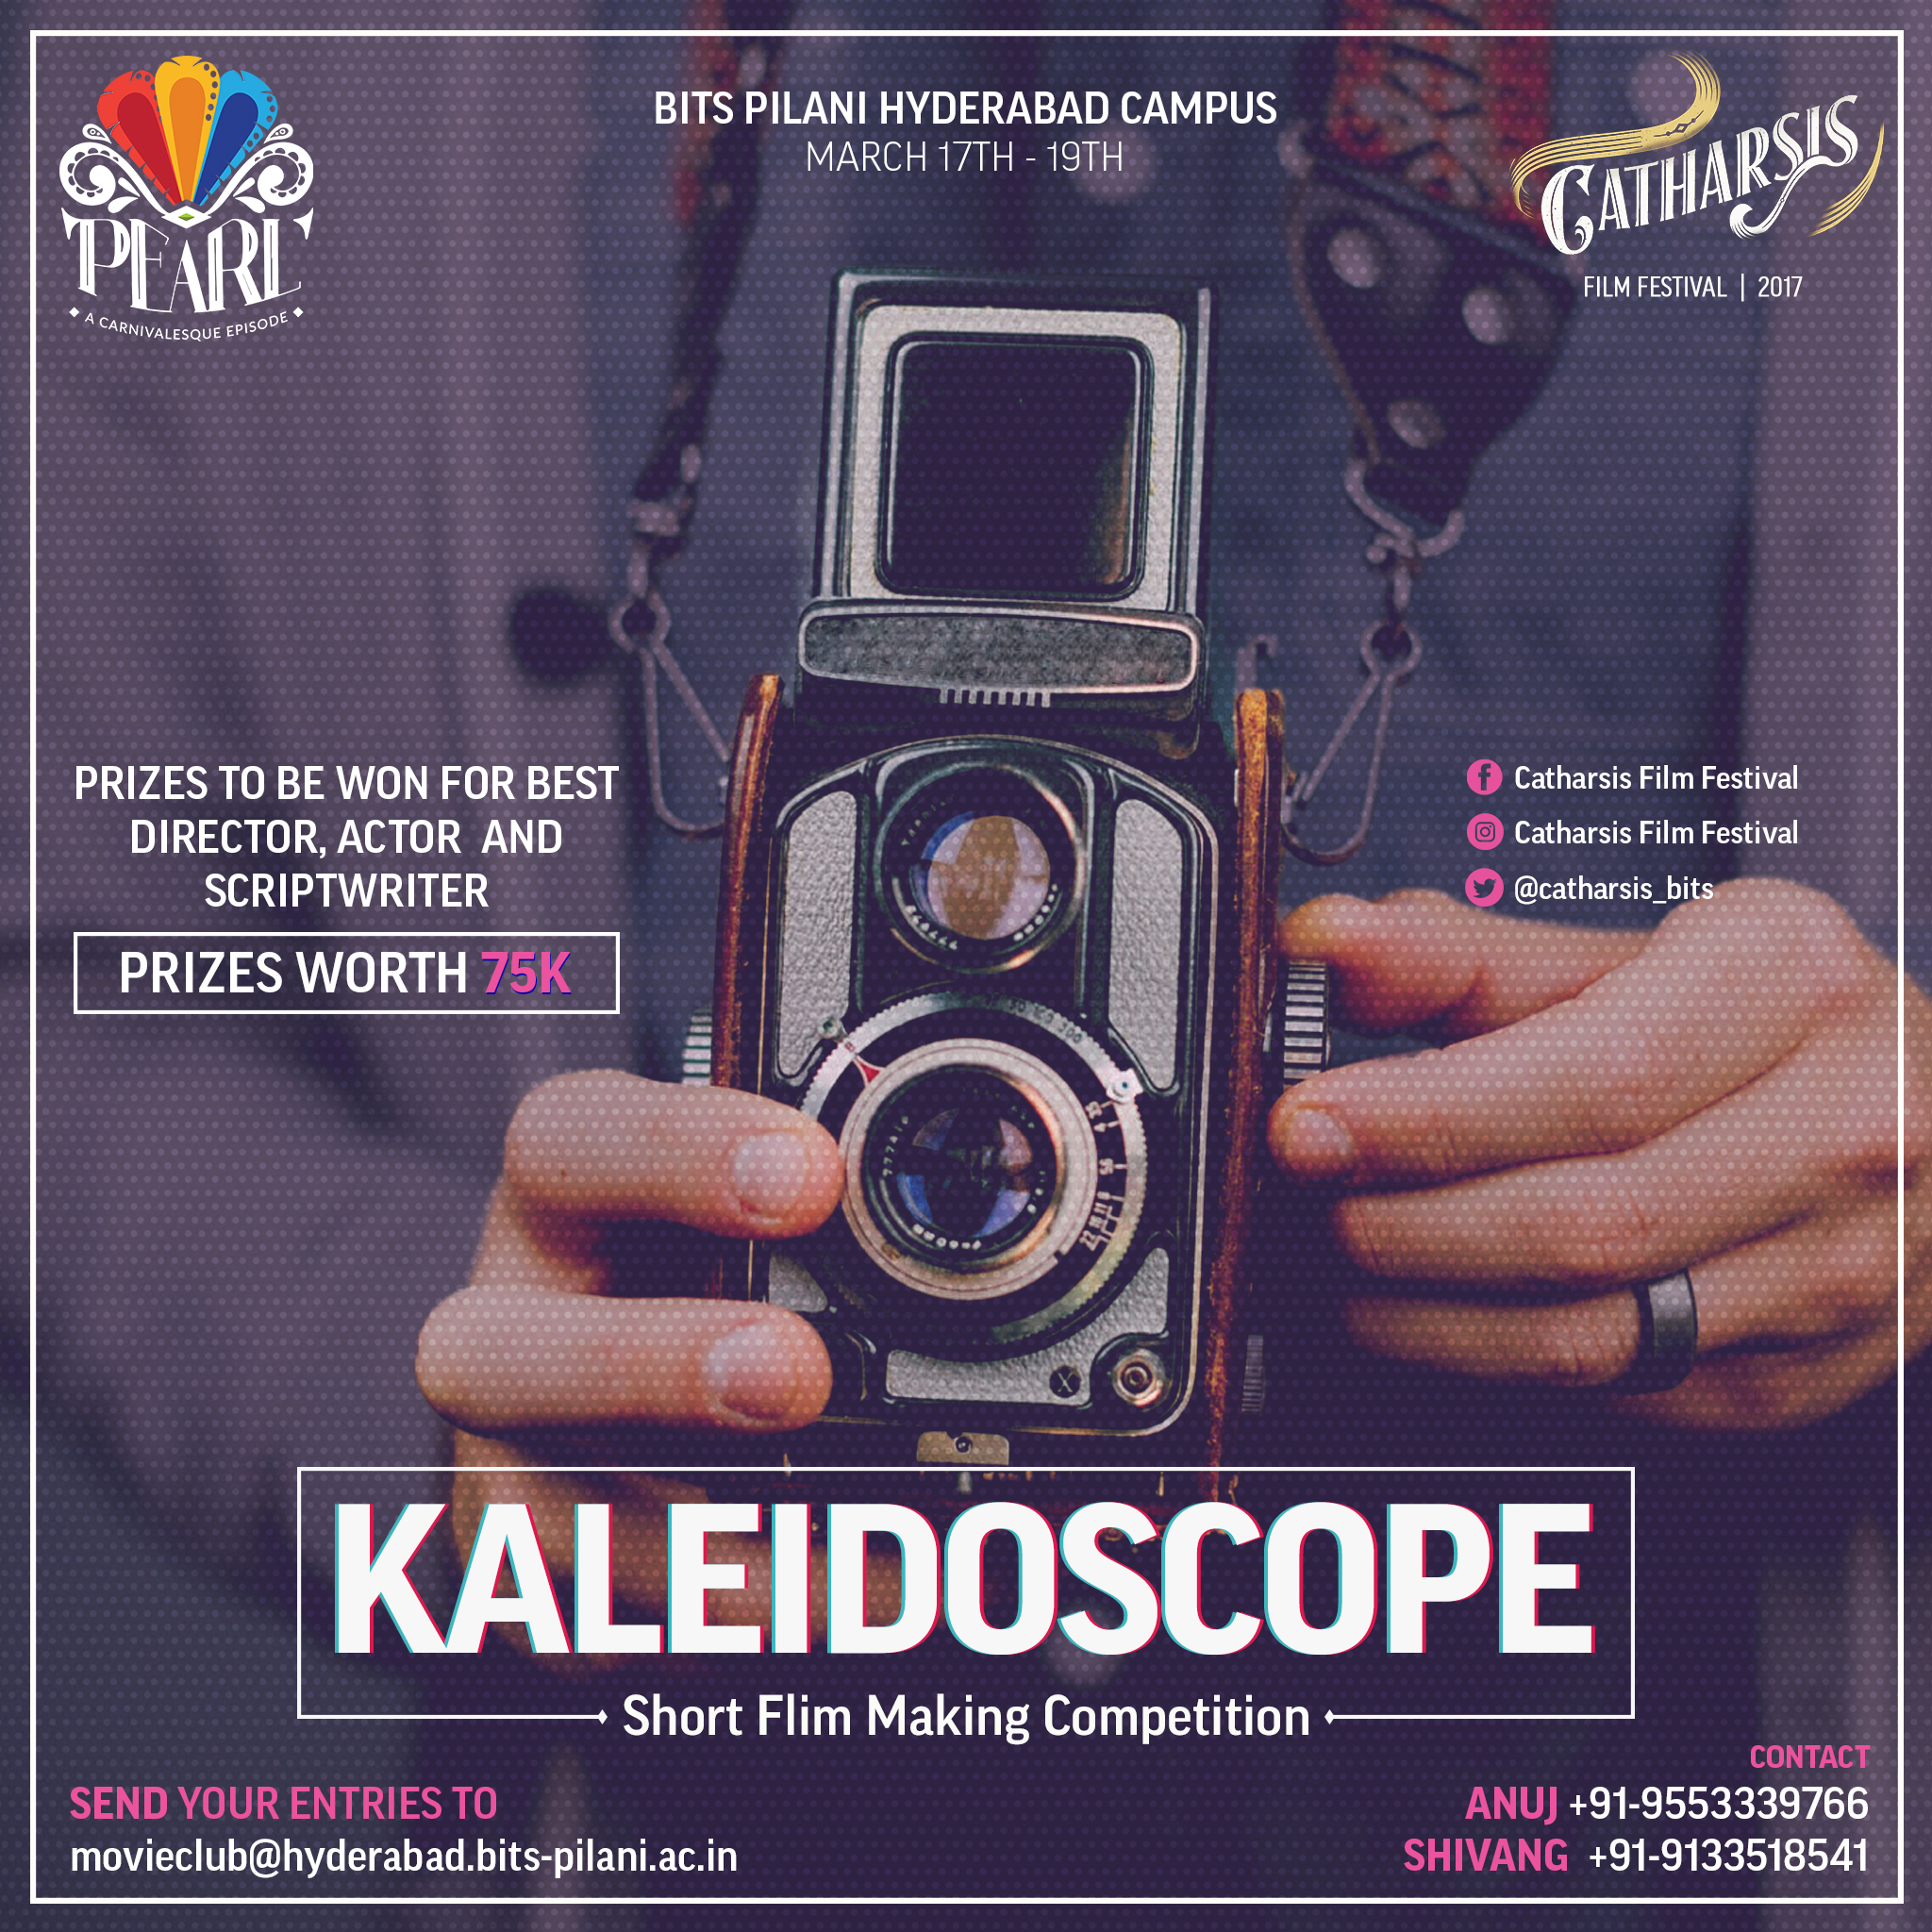 BITS PILANI HYDERABAD CAMPUS
MARCH 17TH - 19TH
PEARL
A CARNIVALESQUE EPISODE
CATHARSIS
FILM FESTIVAL | 2017
PRIZES TO BE WON FOR BEST
DIRECTOR, ACTOR AND
SCRIPTWRITER
PRIZES WORTH 75K
Catharsis Film Festival
Catharsis Film Festival
@catharsis_bits
X
KALEIDOSCOPE
Short Flim Making Competition
SEND YOUR ENTRIES TO
movieclub@hyderabad.bits-pilani.ac.in
CONTACT
ANUJ +91-9553339766
SHIVANG +91-9133518541